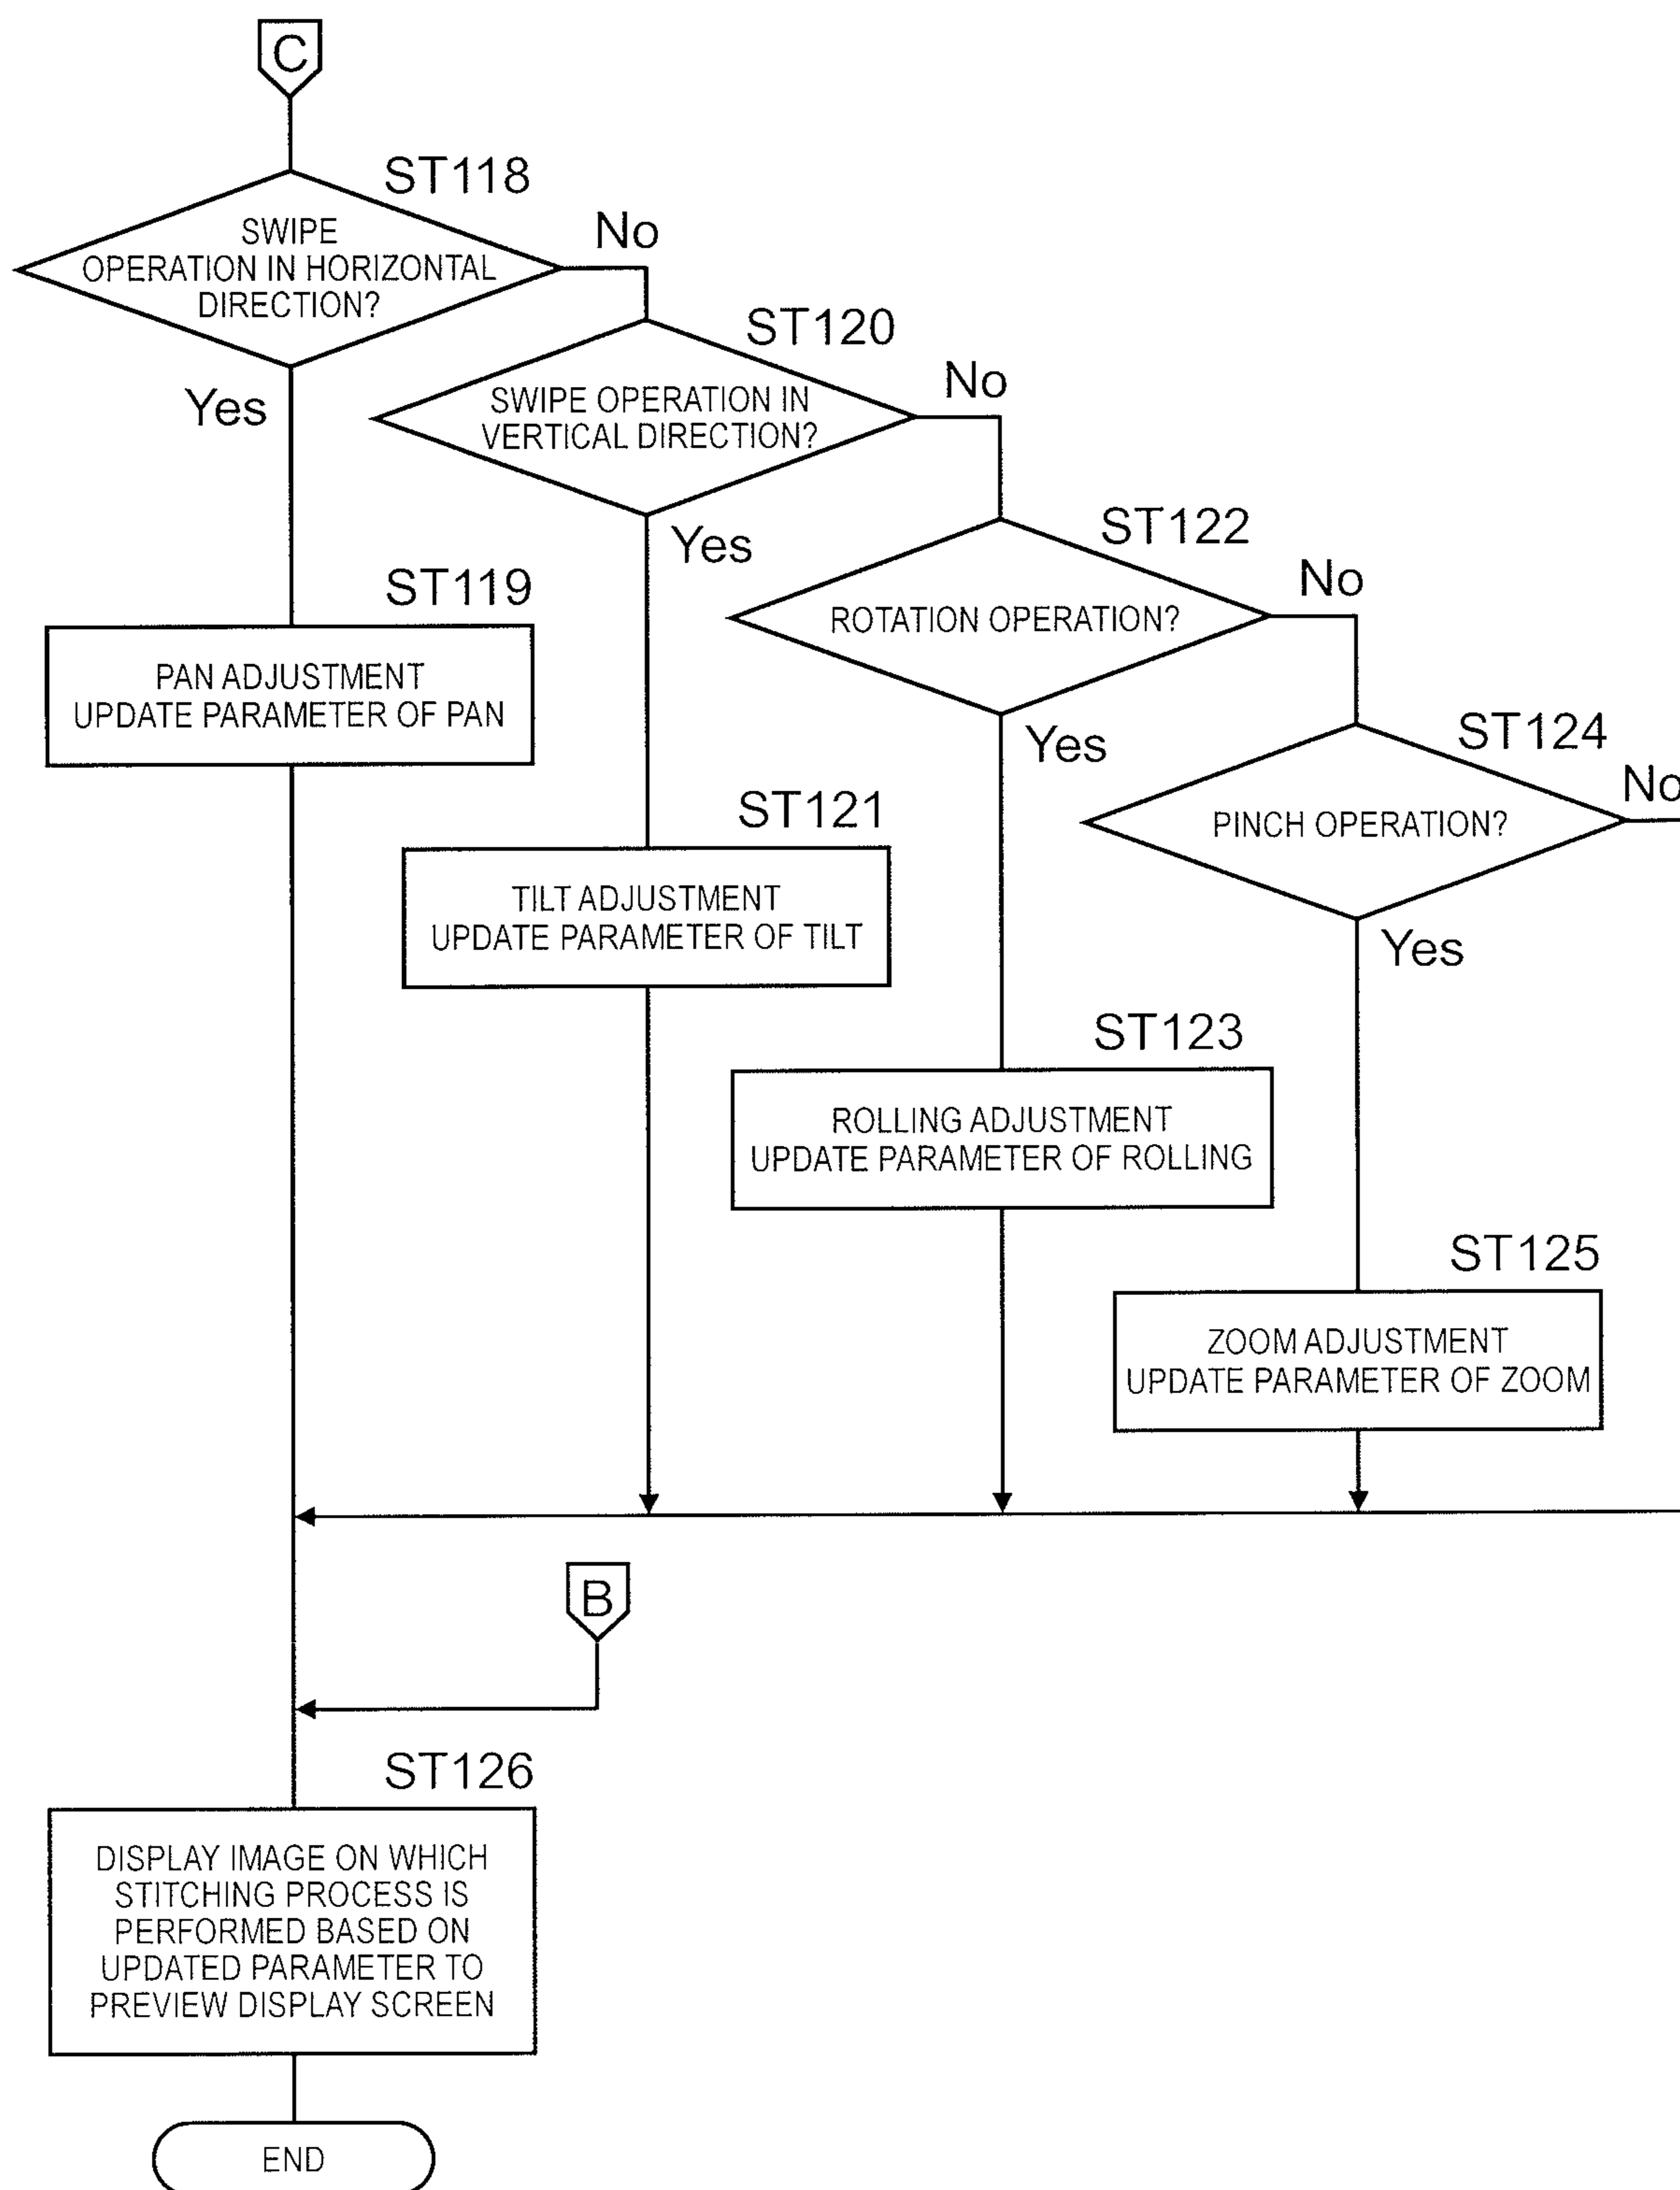 C
ST118
SWIPE
OPERATION IN HORIZONTAL
DIRECTION?
No
Yes
ST120
SWIPE OPERATION IN
VERTICAL DIRECTION?
No
Yes
ST122
ROTATION OPERATION?
No
Yes
ST124
PINCH OPERATION?
No
Yes
ST119
PAN ADJUSTMENT
UPDATE PARAMETER OF PAN
ST121
TILT ADJUSTMENT
UPDATE PARAMETER OF TILT
ST123
ROLLING ADJUSTMENT
UPDATE PARAMETER OF ROLLING
ST125
ZOOM ADJUSTMENT
UPDATE PARAMETER OF ZOOM
B
ST126
DISPLAY IMAGE ON WHICH
STITCHING PROCESS IS
PERFORMED BASED ON
UPDATED PARAMETER TO
PREVIEW DISPLAY SCREEN
END